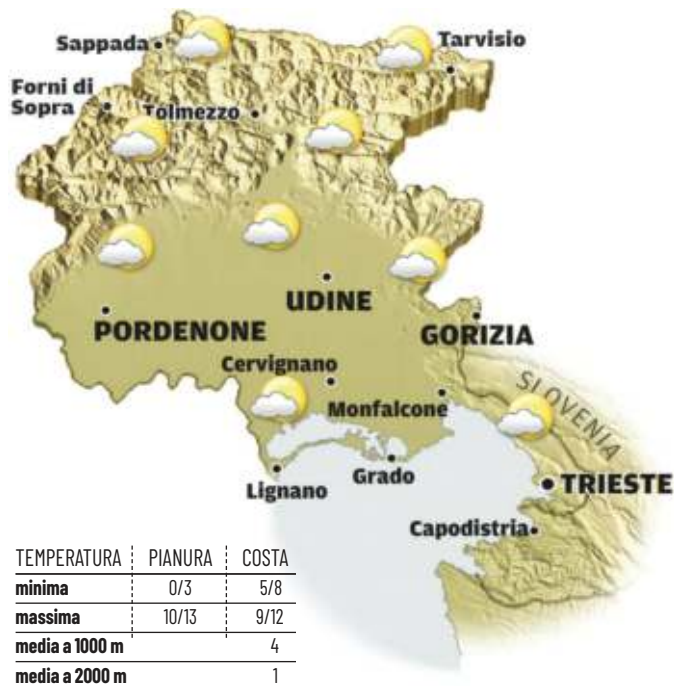 Sappada
Tarvisio
Forni di
Sopra
Tolmezzo
UDINE
PORDENONE
GORIZIA
Cervignano
SLOVENIA
Monfalcone
Grado
Lignano
TRIESTE
Capodistria
TEMPERATURA PIANURA COSTA
minima 0/3 5/8
massima 10/13 9/12
media a 1000 m 4
media a 2000 m 1